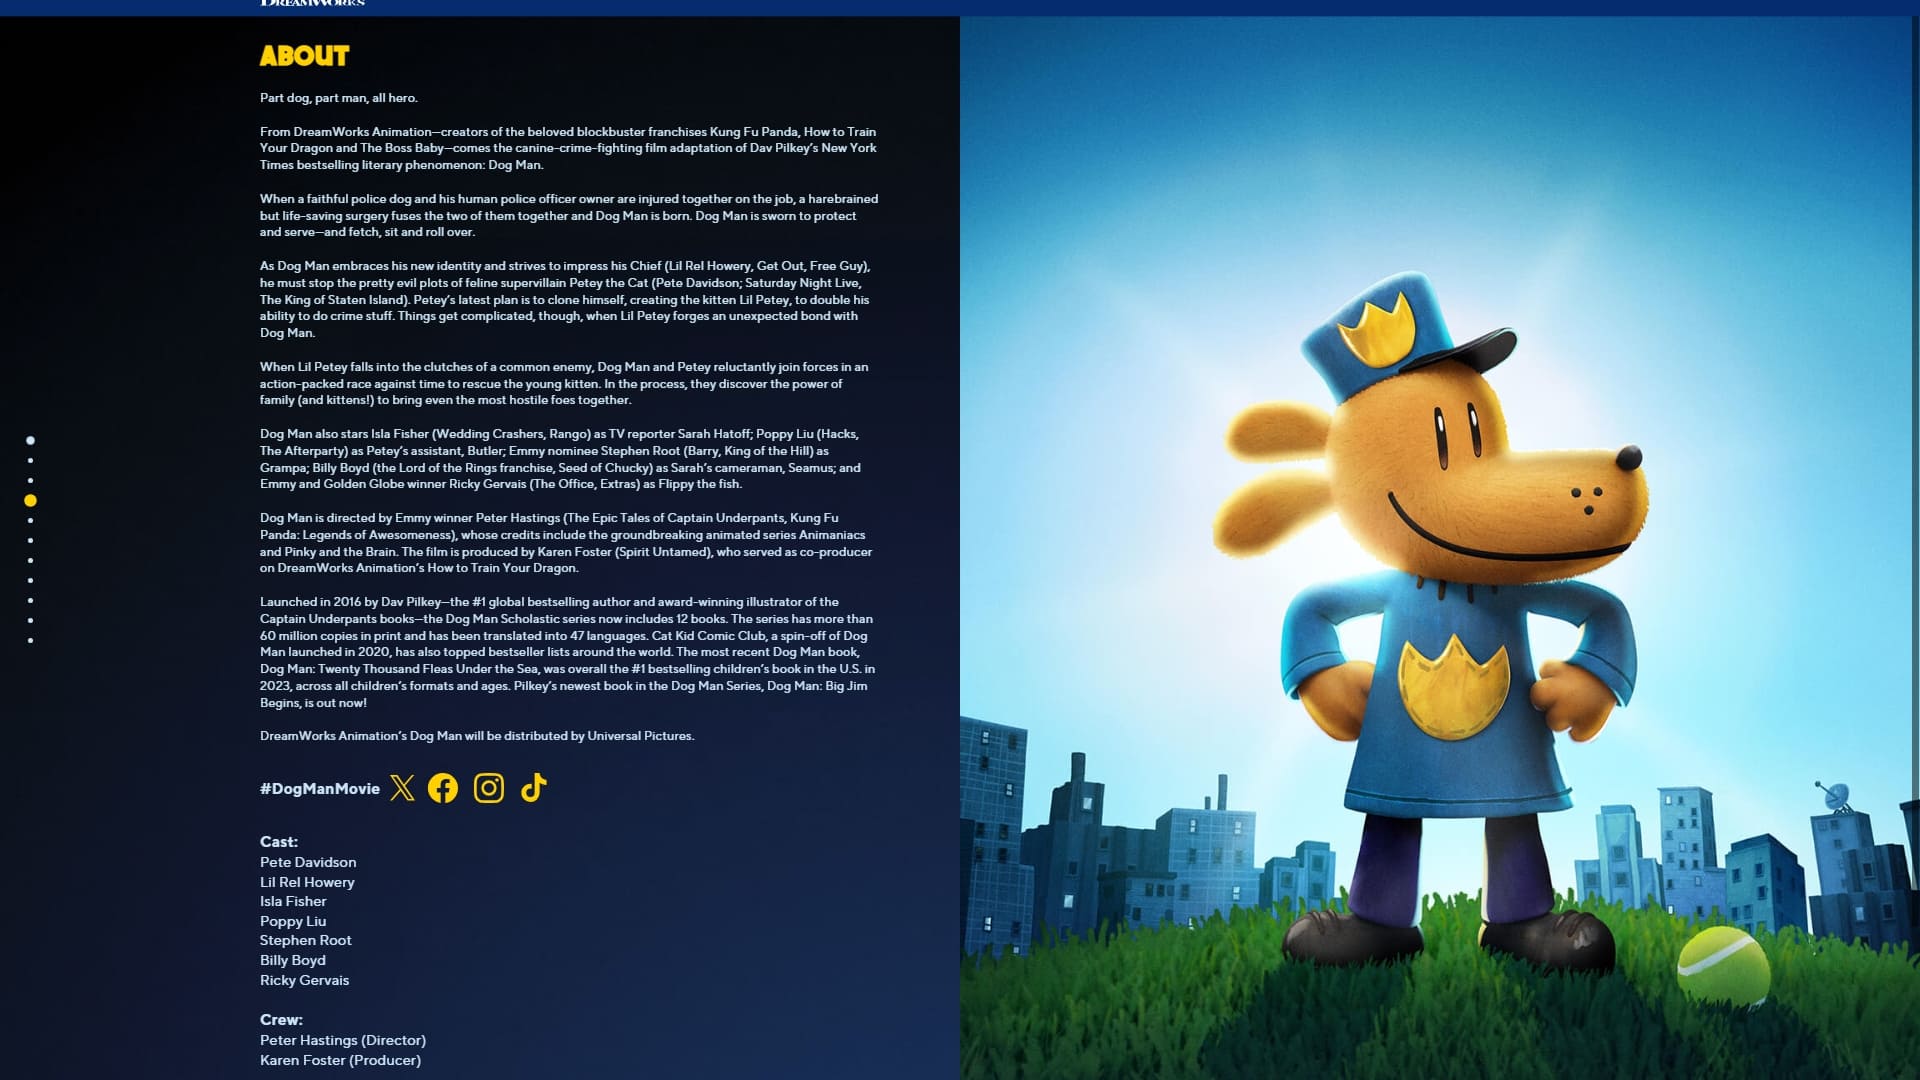 DREAMWORKS
ABOUT
Part dog, part man, all hero.
From DreamWorks Animation—creators of the beloved blockbuster franchises Kung Fu Panda, How to Train
Your Dragon and The Boss Baby—comes the canine-crime-fighting film adaptation of Dav Pilkey’s New York
Times bestselling literary phenomenon: Dog Man.
When a faithful police dog and his human police officer owner are injured together on the job, a harebrained
but life-saving surgery fuses the two of them together and Dog Man is born. Dog Man is sworn to protect
and serve—and fetch, sit and roll over.
As Dog Man embraces his new identity and strives to impress his Chief (Lil Rel Howery, Get Out, Free Guy),
he must stop the pretty evil plots of feline supervillain Petey the Cat (Pete Davidson; Saturday Night Live,
The King of Staten Island). Petey’s latest plan is to clone himself, creating the kitten Lil Petey, to double his
ability to do crime stuff. Things get complicated, though, when Lil Petey forges an unexpected bond with
Dog Man.
When Lil Petey falls into the clutches of a common enemy, Dog Man and Petey reluctantly join forces in an
action-packed race against time to rescue the young kitten. In the process, they discover the power of
family (and kittens!) to bring even the most hostile foes together.
Dog Man also stars Isla Fisher (Wedding Crashers, Rango) as TV reporter Sarah Hatoff; Poppy Liu (Hacks,
The Afterparty) as Petey’s assistant, Butler; Emmy nominee Stephen Root (Barry, King of the Hill) as
Grampa; Billy Boyd (the Lord of the Rings franchise, Seed of Chucky) as Sarah’s cameraman, Seamus; and
Emmy and Golden Globe winner Ricky Gervais (The Office, Extras) as Flippy the fish.
Dog Man is directed by Emmy winner Peter Hastings (The Epic Tales of Captain Underpants, Kung Fu
Panda: Legends of Awesomeness), whose credits include the groundbreaking animated series Animaniacs
and Pinky and the Brain. The film is produced by Karen Foster (Spirit Untamed), who served as co-producer
on DreamWorks Animation’s How to Train Your Dragon.
Launched in 2016 by Dav Pilkey—the #1 global bestselling author and award-winning illustrator of the
Captain Underpants books—the Dog Man Scholastic series now includes 12 books. The series has more than
60 million copies in print and has been translated into 47 languages. Cat Kid Comic Club, a spin-off of Dog
Man launched in 2020, has also topped bestseller lists around the world. The most recent Dog Man book,
Dog Man: Twenty Thousand Fleas Under the Sea, was overall the #1 bestselling children’s book in the U.S. in
2023, across all children’s formats and ages. Pilkey’s newest book in the Dog Man Series, Dog Man: Big Jim
Begins, is out now!
DreamWorks Animation’s Dog Man will be distributed by Universal Pictures.
#DogManMovie
Cast:
Pete Davidson
Lil Rel Howery
Isla Fisher
Poppy Liu
Stephen Root
Billy Boyd
Ricky Gervais
Crew:
Peter Hastings (Director)
Karen Foster (Producer)